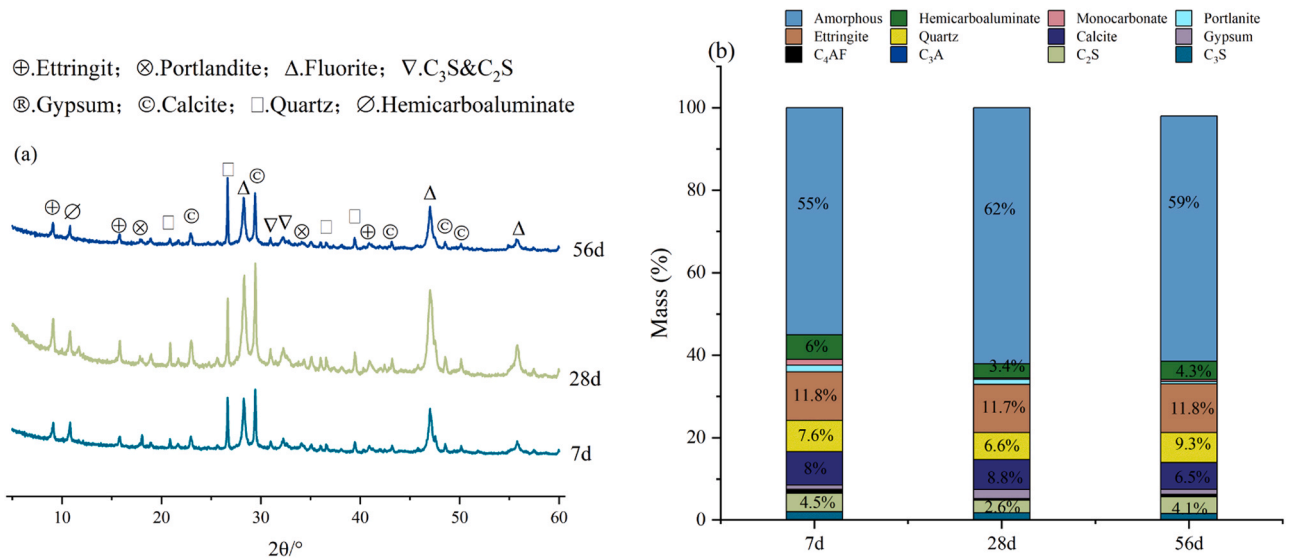 ⊕.Ettringit; ⊗.Portlandite; Δ.Fluorite; ∇.C₃S&C₂S
®.Gypsum; ©.Calcite; □.Quartz; ∅.Hemicarboaluminate
(a)
56d
28d
7d
10 20 30 40 50 60
2θ/°
(b)
Amorphous Hemicarboaluminate Monocarbonate Portlanite
Ettringite Quartz Calcite Gypsum
C₄AF C₃A C₂S C₃S
Mass (%)
100
80
60
40
20
0
55% 62% 59%
6% 3.4% 4.3%
11.8% 11.7% 11.8%
7.6% 6.6% 9.3%
8% 8.8% 6.5%
4.5% 2.6% 4.1%
7d 28d 56d